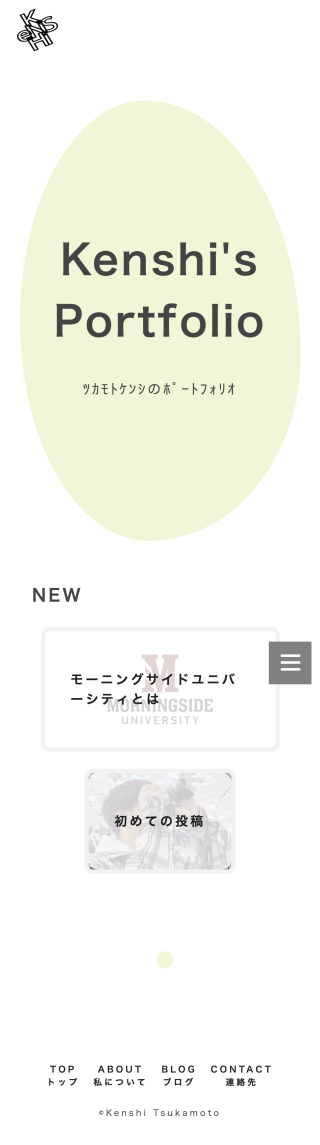 KENSHI
Kenshi's
Portfolio
ﾂｶﾓﾄｹﾝｼのﾎﾟｰﾄﾌｫﾘｵ
NEW
モーニングサイドユニバ
ーシティとは
M
MORNINGSIDE
UNIVERSITY
初めての投稿
TOP ABOUT BLOG CONTACT
トップ 私について ブログ 連絡先
©Kenshi Tsukamoto